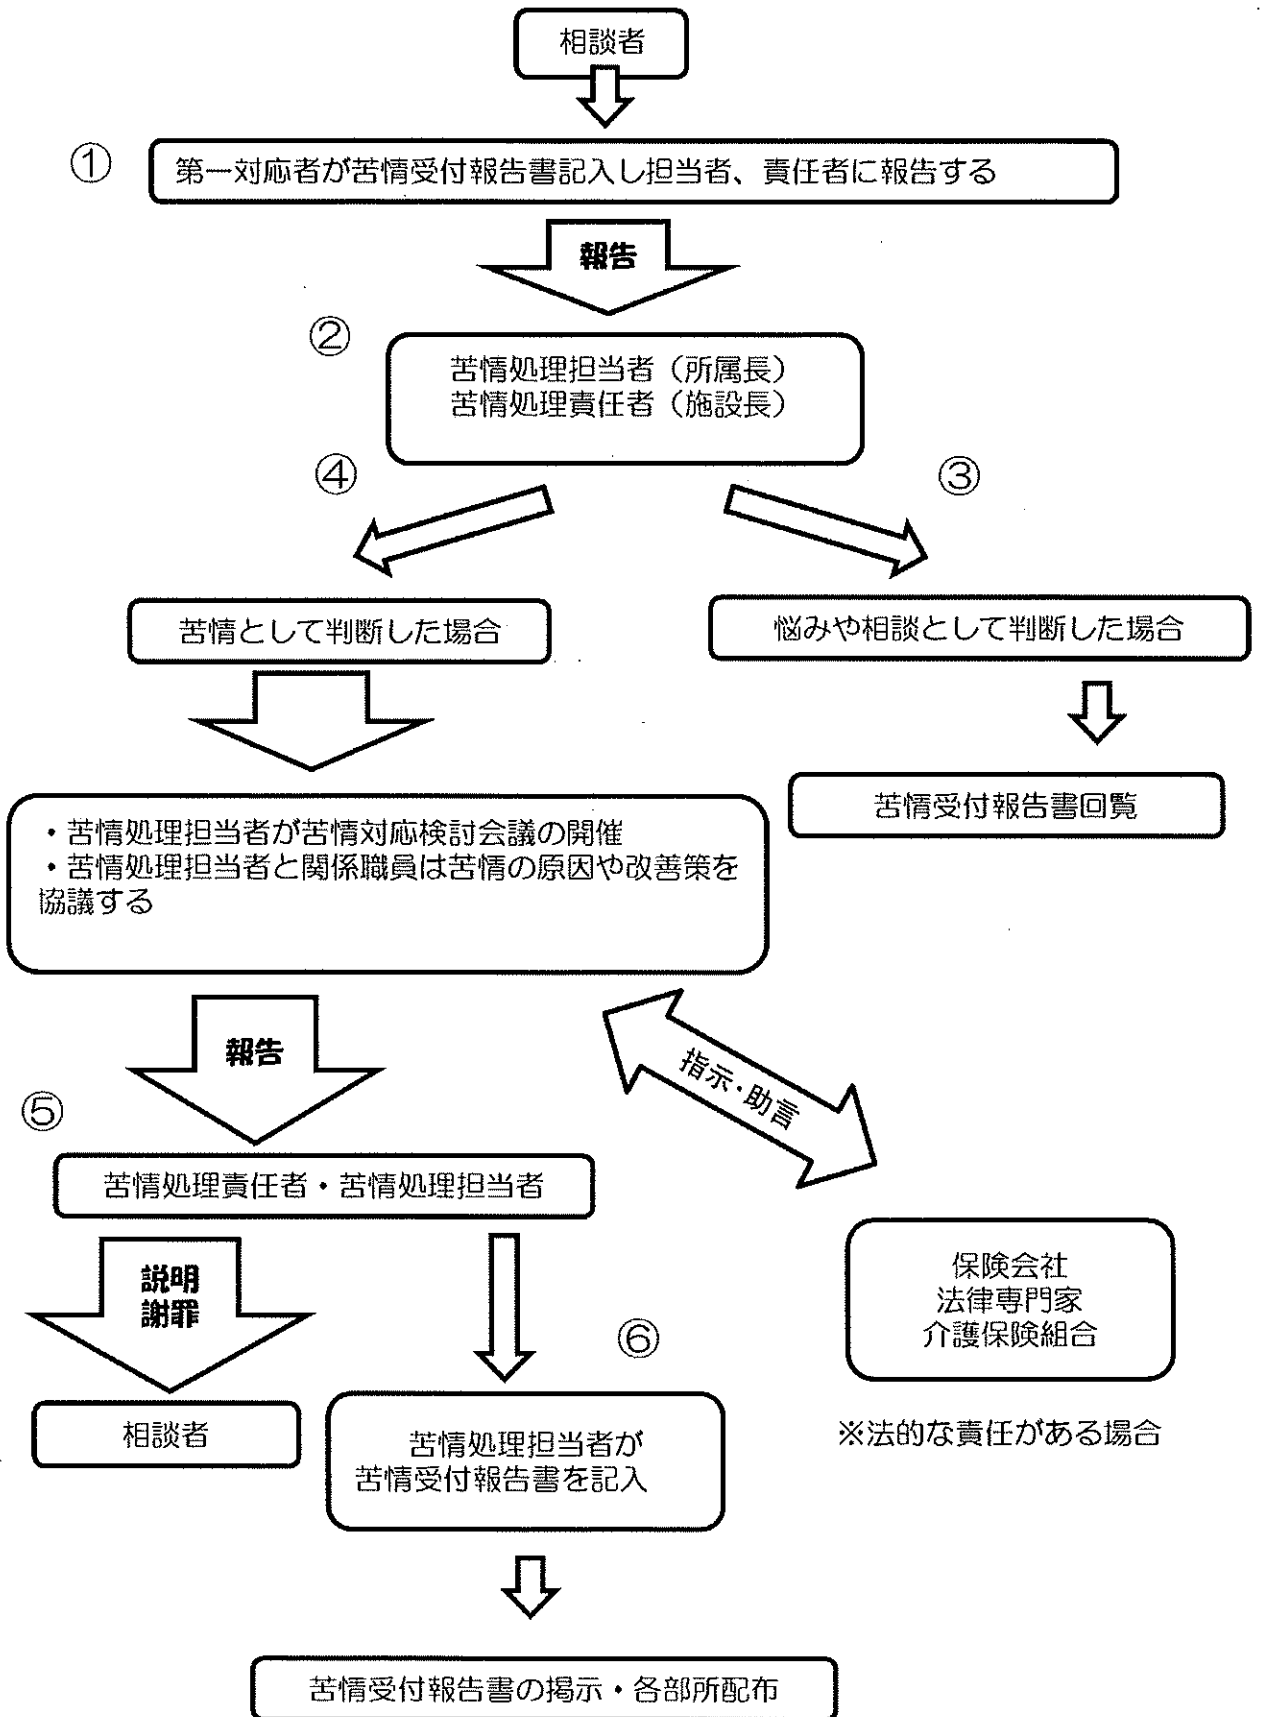 相談者
①
第一対応者が苦情受付報告書記入し担当者、責任者に報告する
報告
②
苦情処理担当者（所属長）
苦情処理責任者（施設長）
④
③
苦情として判断した場合
悩みや相談として判断した場合
苦情受付報告書回覧
・苦情処理担当者が苦情対応検討会議の開催
・苦情処理担当者と関係職員は苦情の原因や改善策を
協議する
報告
指示・助言
⑤
苦情処理責任者・苦情処理担当者
説明
謝罪
⑥
保険会社
法律専門家
介護保険組合
相談者
苦情処理担当者が
苦情受付報告書を記入
※法的な責任がある場合
苦情受付報告書の掲示・各部所配布